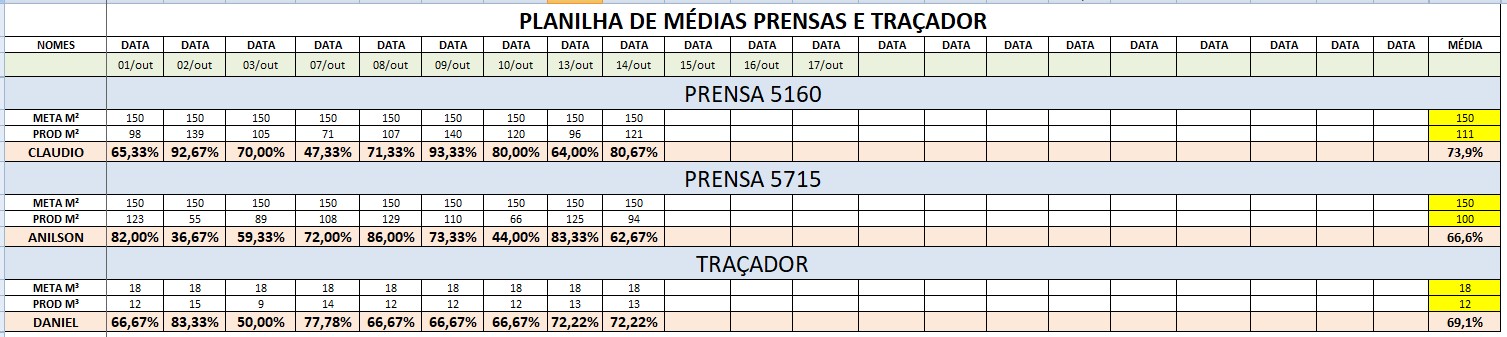 PLANILHA DE MÉDIAS PRENSAS E TRAÇADOR
NOMES DATA DATA DATA DATA DATA DATA DATA DATA DATA DATA DATA DATA DATA DATA DATA DATA DATA DATA DATA DATA DATA MÉDIA
01/out 02/out 03/out 07/out 08/out 09/out 10/out 13/out 14/out 15/out 16/out 17/out
PRENSA 5160
META M² 150 150 150 150 150 150 150 150 150 150
PROD M² 98 139 105 71 107 140 120 96 121 111
CLAUDIO 65,33% 92,67% 70,00% 47,33% 71,33% 93,33% 80,00% 64,00% 80,67% 73,9%
PRENSA 5715
META M² 150 150 150 150 150 150 150 150 150 150
PROD M² 123 55 89 108 129 110 66 125 94 100
ANILSON 82,00% 36,67% 59,33% 72,00% 86,00% 73,33% 44,00% 83,33% 62,67% 66,6%
TRAÇADOR
META M³ 18 18 18 18 18 18 18 18 18 18
PROD M³ 12 15 9 14 12 12 12 13 13 12
DANIEL 66,67% 83,33% 50,00% 77,78% 66,67% 66,67% 66,67% 72,22% 72,22% 69,1%